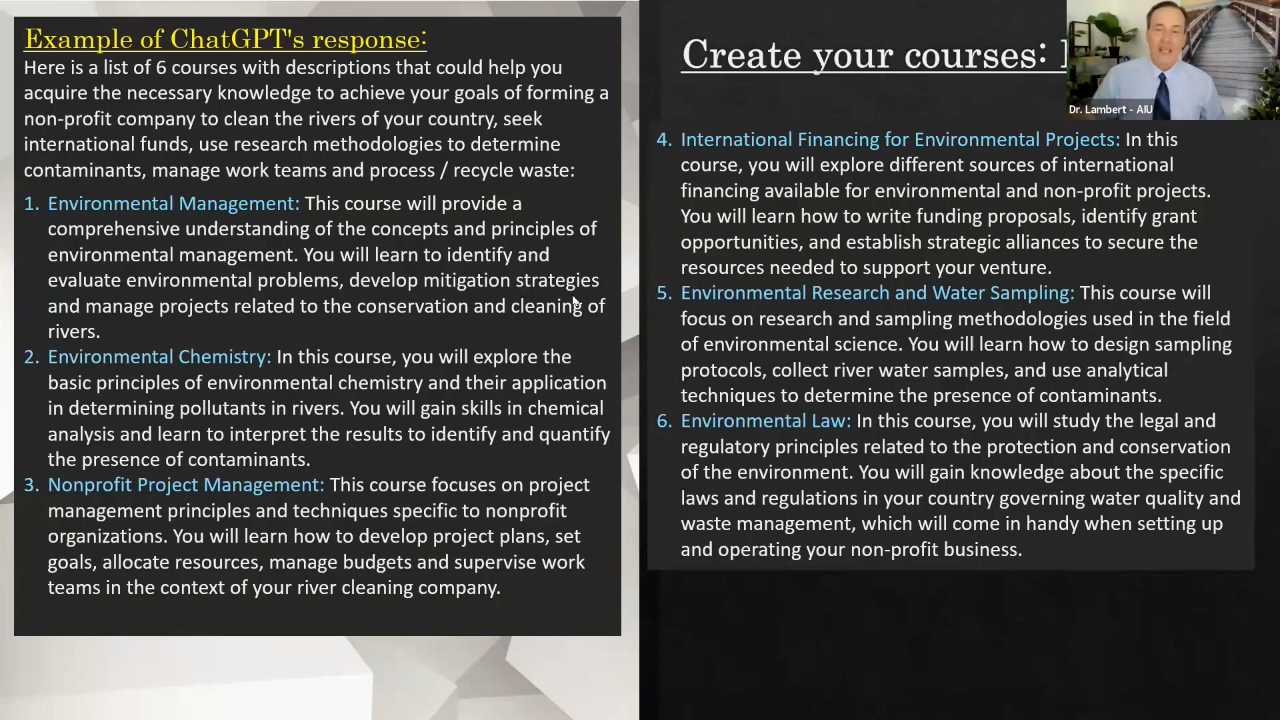 Example of ChatGPT's response:
Here is a list of 6 courses with descriptions that could help you
acquire the necessary knowledge to achieve your goals of forming a
non-profit company to clean the rivers of your country, seek
international funds, use research methodologies to determine
contaminants, manage work teams and process / recycle waste:
1. Environmental Management: This course will provide a
comprehensive understanding of the concepts and principles of
environmental management. You will learn to identify and
evaluate environmental problems, develop mitigation strategies
and manage projects related to the conservation and cleaning of
rivers.
2. Environmental Chemistry: In this course, you will explore the
basic principles of environmental chemistry and their application
in determining pollutants in rivers. You will gain skills in chemical
analysis and learn to interpret the results to identify and quantify
the presence of contaminants.
3. Nonprofit Project Management: This course focuses on project
management principles and techniques specific to nonprofit
organizations. You will learn how to develop project plans, set
goals, allocate resources, manage budgets and supervise work
teams in the context of your river cleaning company.
Create your courses:
Dr. Lambert - AIU
4. International Financing for Environmental Projects: In this
course, you will explore different sources of international
financing available for environmental and non-profit projects.
You will learn how to write funding proposals, identify grant
opportunities, and establish strategic alliances to secure the
resources needed to support your venture.
5. Environmental Research and Water Sampling: This course will
focus on research and sampling methodologies used in the field
of environmental science. You will learn how to design sampling
protocols, collect river water samples, and use analytical
techniques to determine the presence of contaminants.
6. Environmental Law: In this course, you will study the legal and
regulatory principles related to the protection and conservation
of the environment. You will gain knowledge about the specific
laws and regulations in your country governing water quality and
waste management, which will come in handy when setting up
and operating your non-profit business.